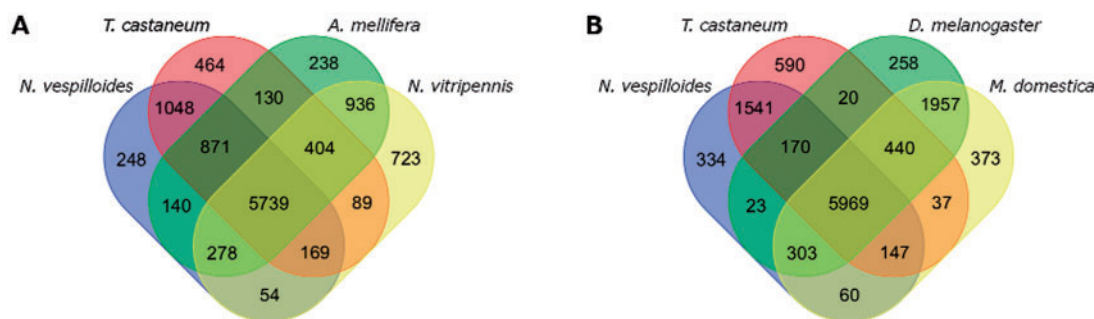 A T. castaneum A. mellifera B T. castaneum D. melanogaster
464 238 590 258
N. vespilloides N. vitripennis N. vespilloides M. domestica
1048 130 936 1541 20 1957
248 871 404 723 334 170 440 373
140 5739 89 23 5969 37
278 169 303 147
54 60